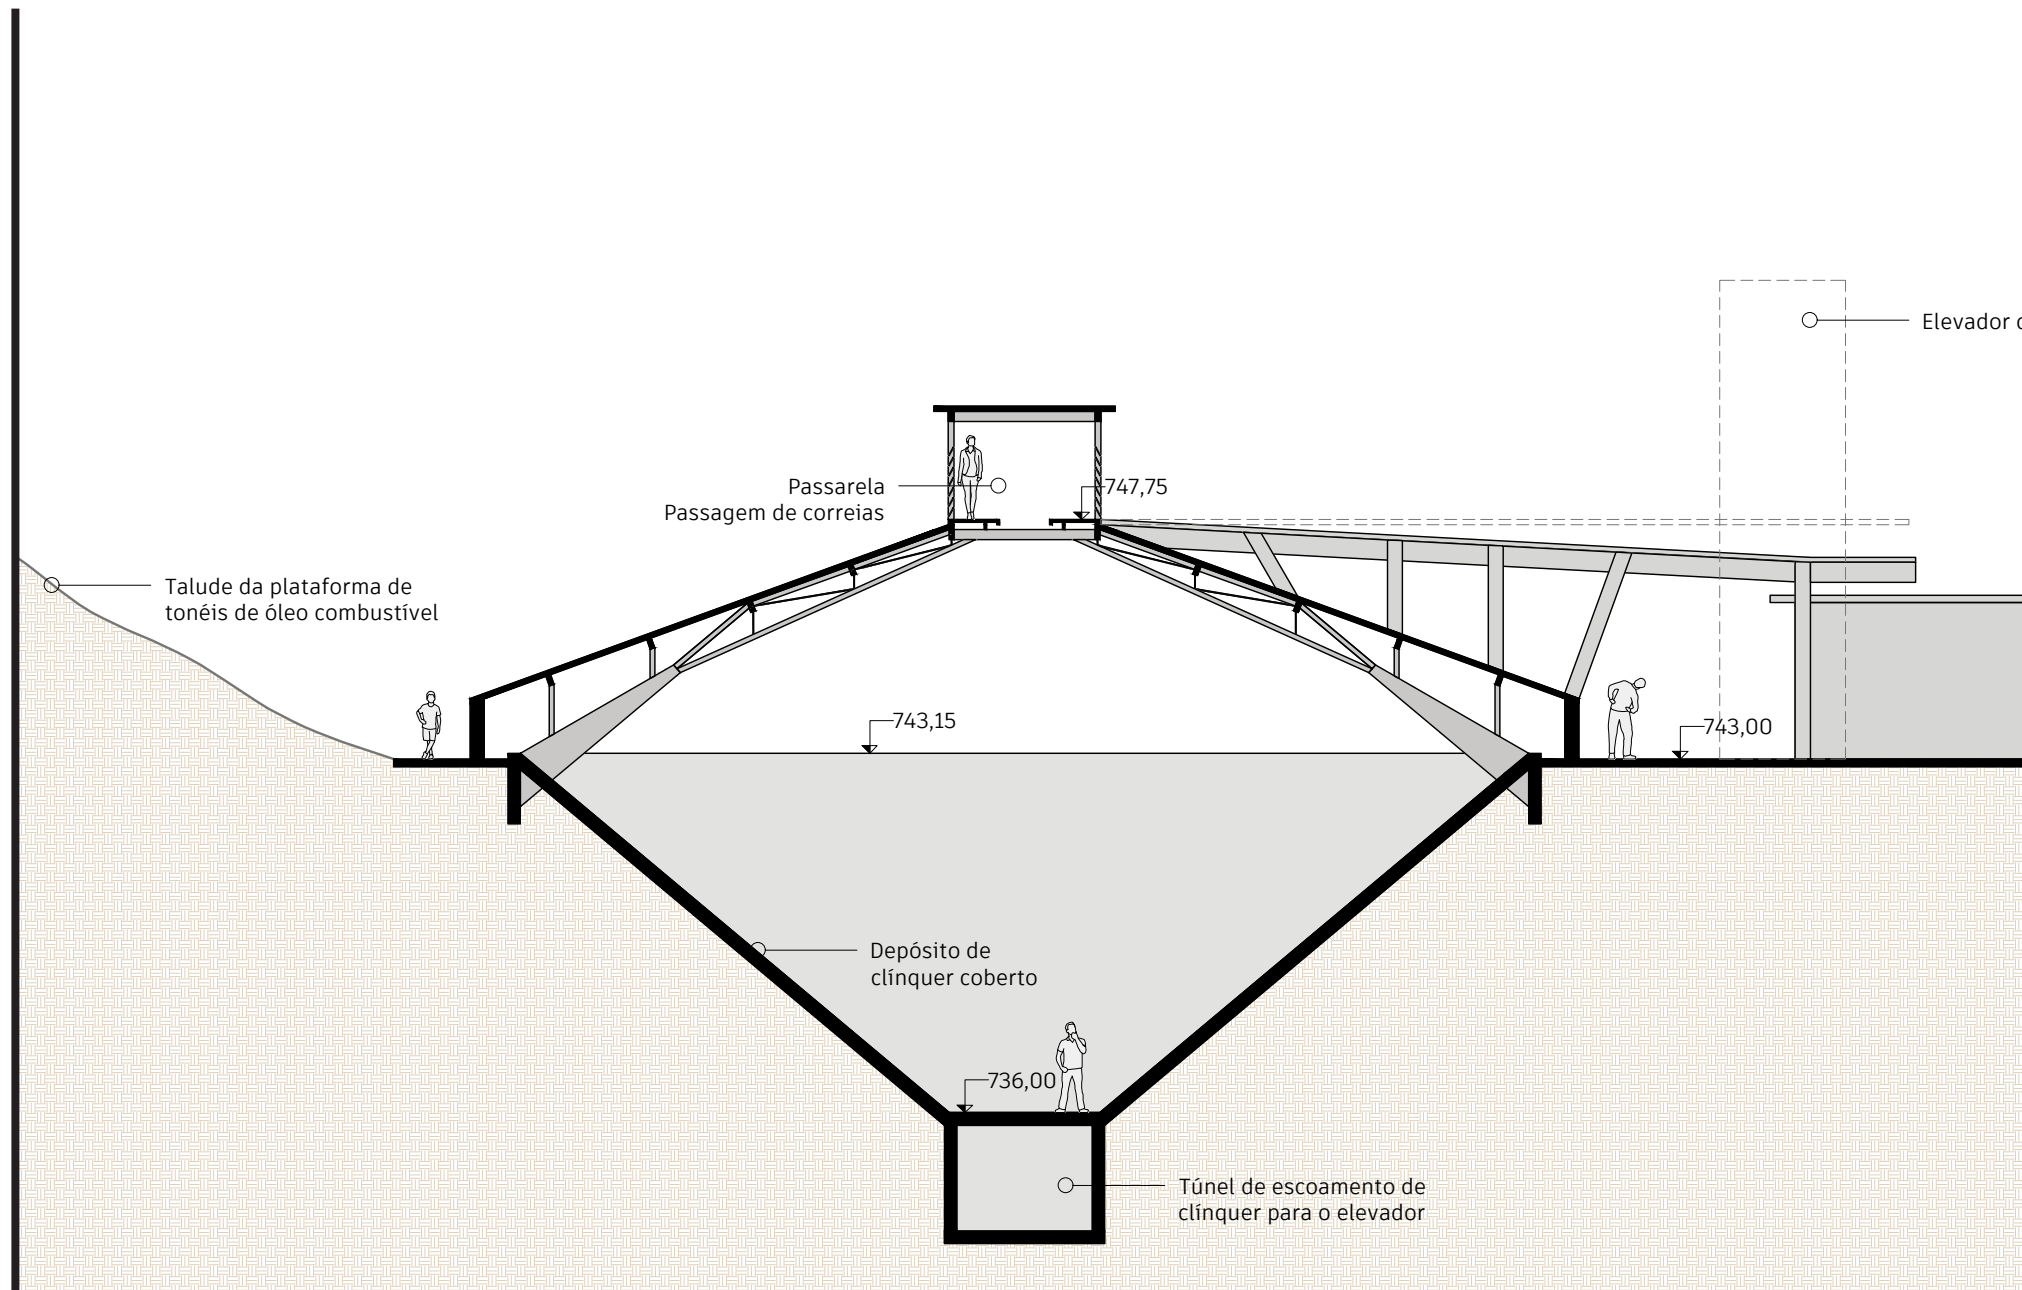 Elevador
Passarela
Passagem de correias
747,75
Talude da plataforma de
tonéis de óleo combustível
743,15
743,00
Depósito de
clínquer coberto
736,00
Túnel de escoamento de
clínquer para o elevador